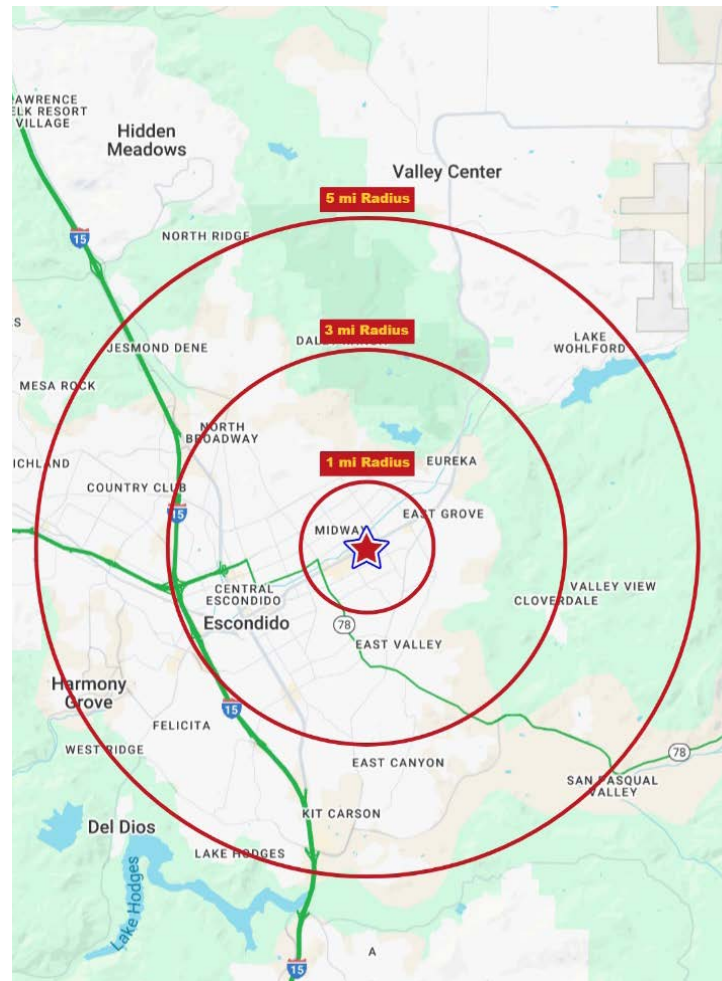 AWRENCE
ELK RESORT
VILLAGE
Hidden
Meadows
Valley Center
5 mi Radius
15
NORTH RIDGE
S
3 mi Radius
LAKE
WOHLFORD
JESMOND DENE
MESA ROCK
NORTH
BROADWAY
1 mi Radius
EUREKA
ICHLAND
COUNTRY CLUB
15
EAST GROVE
MIDWAY
CENTRAL
ESCONDIDO
VALLEY VIEW
CLOVERDALE
Escondido
78
EAST VALLEY
Harmony
Grove
15
FELICITA
WEST RIDGE
78
EAST CANYON
SAN PASQUAL
VALLEY
KIT CARSON
Del Dios
LAKE HODGES
Lake Hodges
A
15